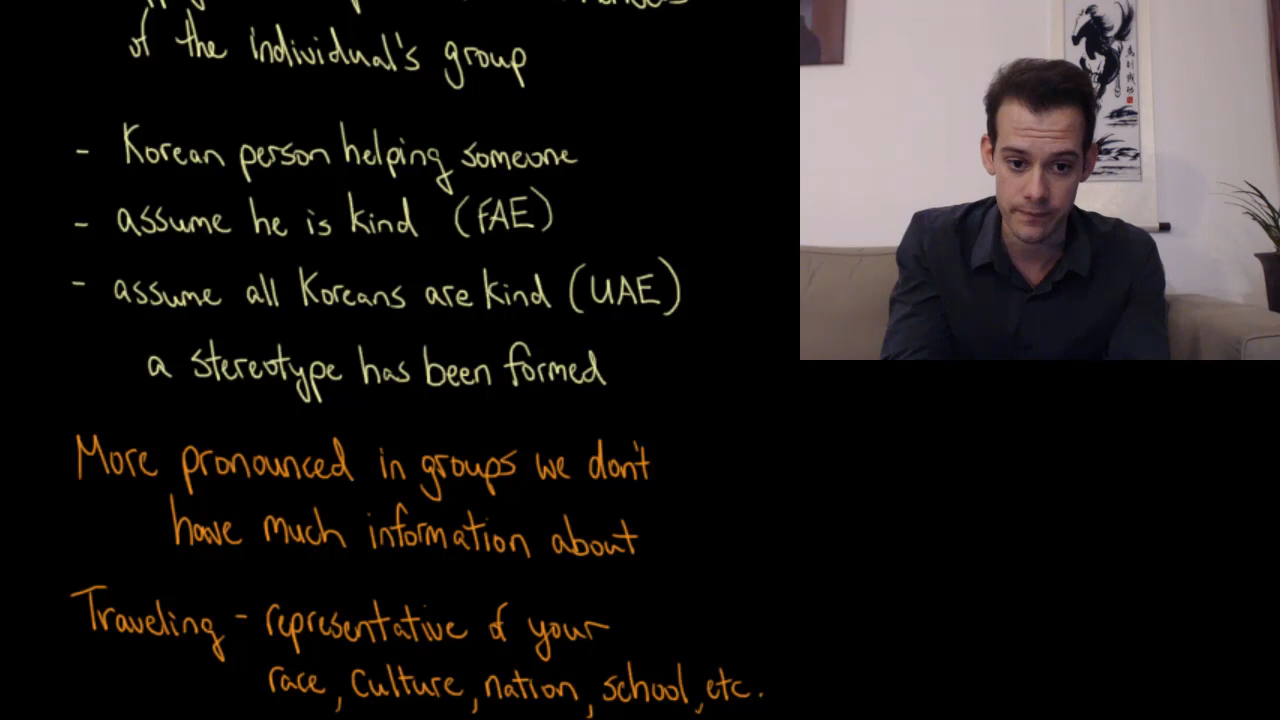 of the individual's group
- Korean person helping someone
- assume he is kind (FAE)
- assume all Koreans are kind (UAE)
a stereotype has been formed
More pronounced in groups we don't
have much information about
Traveling - representative of your
race, culture, nation, school, etc.